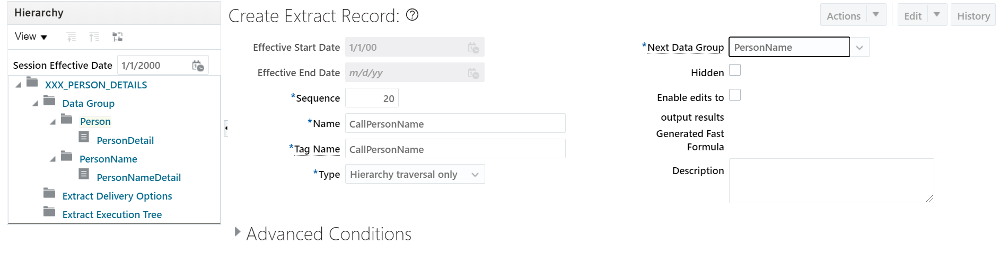 Hierarchy
View
Session Effective Date 1/1/2000
XXX_PERSON_DETAILS
Data Group
Person
PersonDetail
PersonName
PersonNameDetail
Extract Delivery Options
Extract Execution Tree
Create Extract Record: ?
Actions Edit History
Effective Start Date 1/1/00
Effective End Date m/d/yy
*Sequence 20
*Name CallPersonName
*Tag Name CallPersonName
*Type Hierarchy traversal only
*Next Data Group PersonName
Hidden
Enable edits to
output results
Generated Fast
Formula
Description
Advanced Conditions